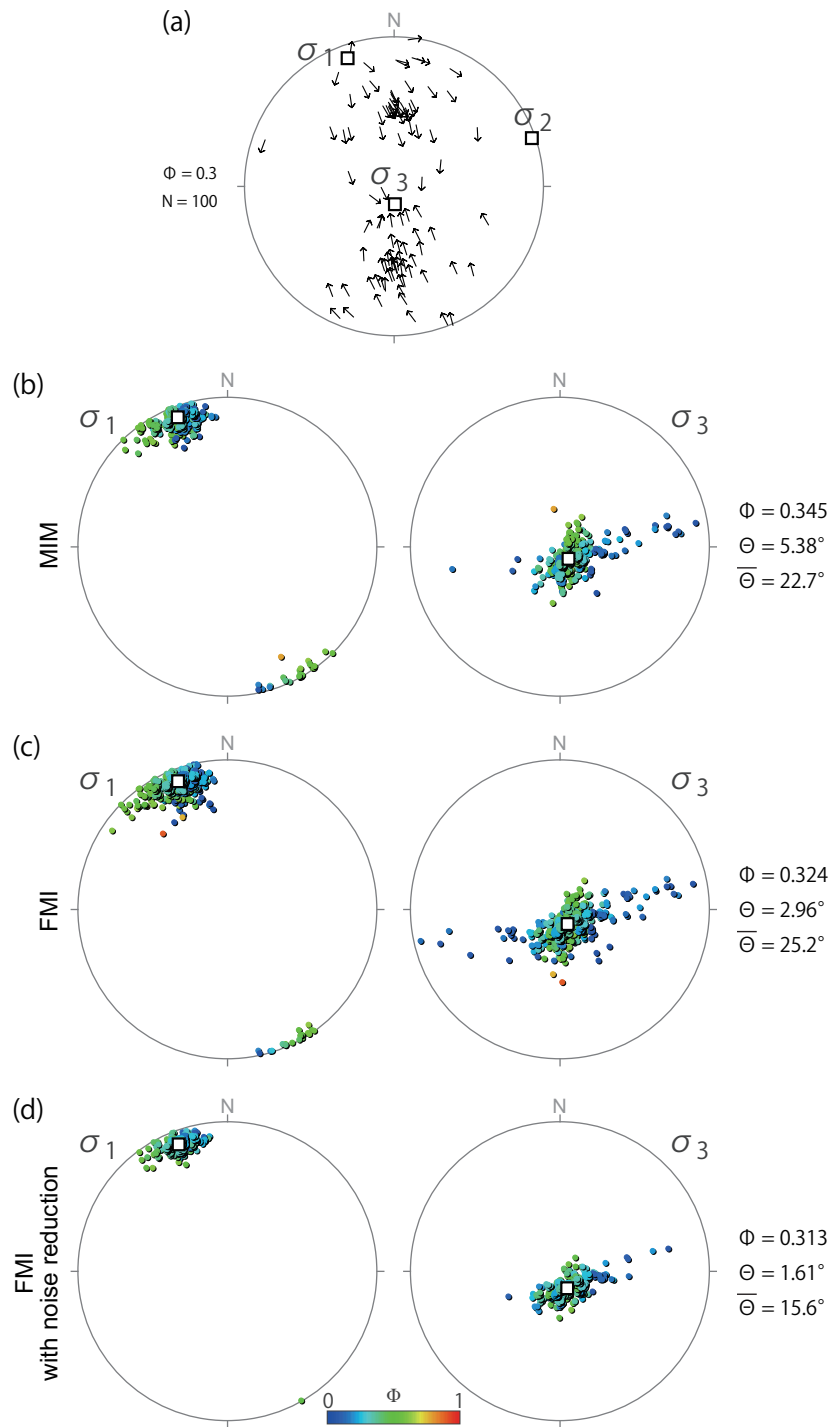 (a)
N
σ1
σ2
σ3
Φ = 0.3
N = 100
(b)
MIM
N
σ1
N
σ3
Φ = 0.345
Θ = 5.38°
Θ̅ = 22.7°
(c)
FMI
N
σ1
N
σ3
Φ = 0.324
Θ = 2.96°
Θ̅ = 25.2°
(d)
FMI
with noise reduction
N
σ1
N
σ3
Φ = 0.313
Θ = 1.61°
Θ̅ = 15.6°
Φ
0 1